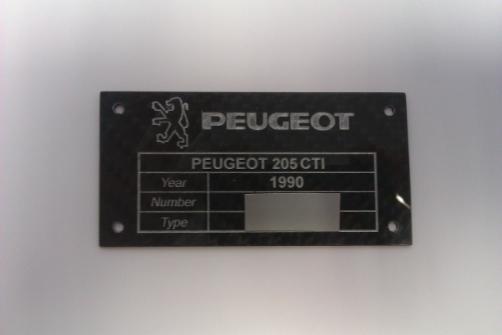 PEUGEOT
PEUGEOT 205 CTI
Year 1990
Number
Type